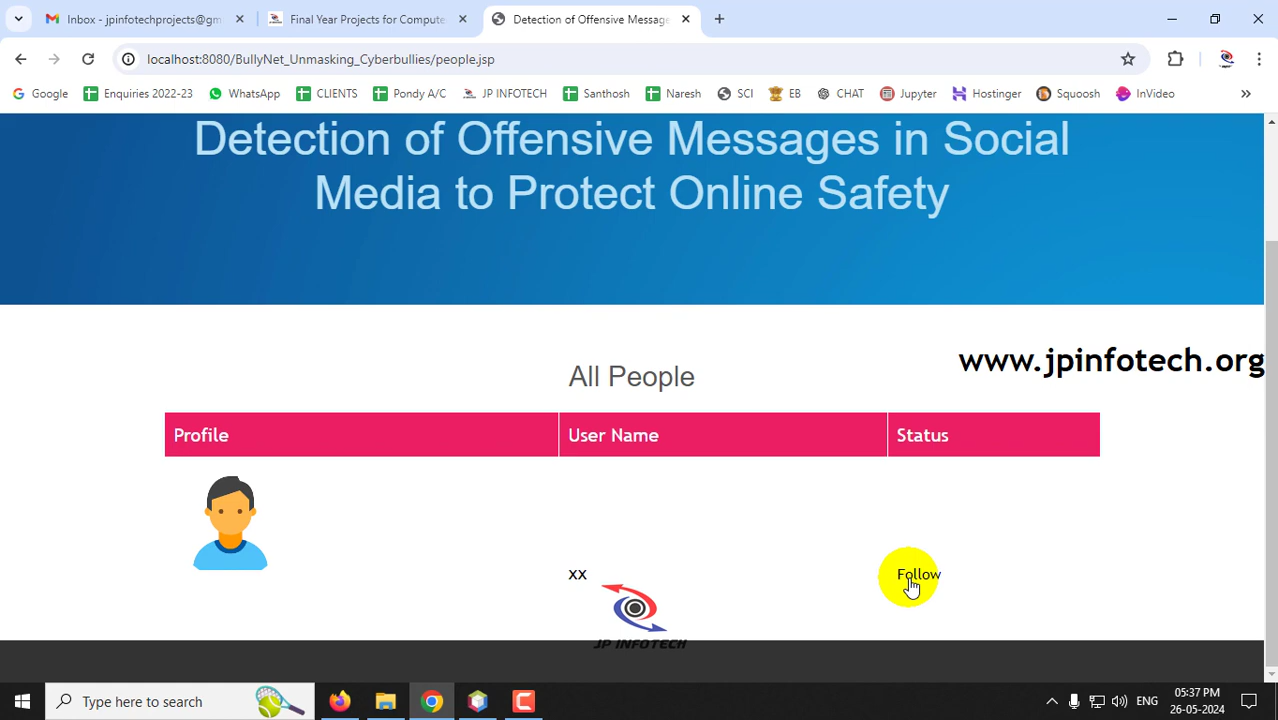 Inbox - jpinfotechprojects@gm
Final Year Projects for Compute
Detection of Offensive Message
localhost:8080/BullyNet_Unmasking_Cyberbullies/people.jsp
Google Enquiries 2022-23 WhatsApp CLIENTS Pondy A/C JP INFOTECH Santhosh Naresh SCI EB CHAT Jupyter Hostinger Squoosh InVideo
Detection of Offensive Messages in Social
Media to Protect Online Safety
www.jpinfotech.org
All People
Profile User Name Status
xx Follow
JP INFOTECH
Type here to search
ENG
05:37 PM
26-05-2024